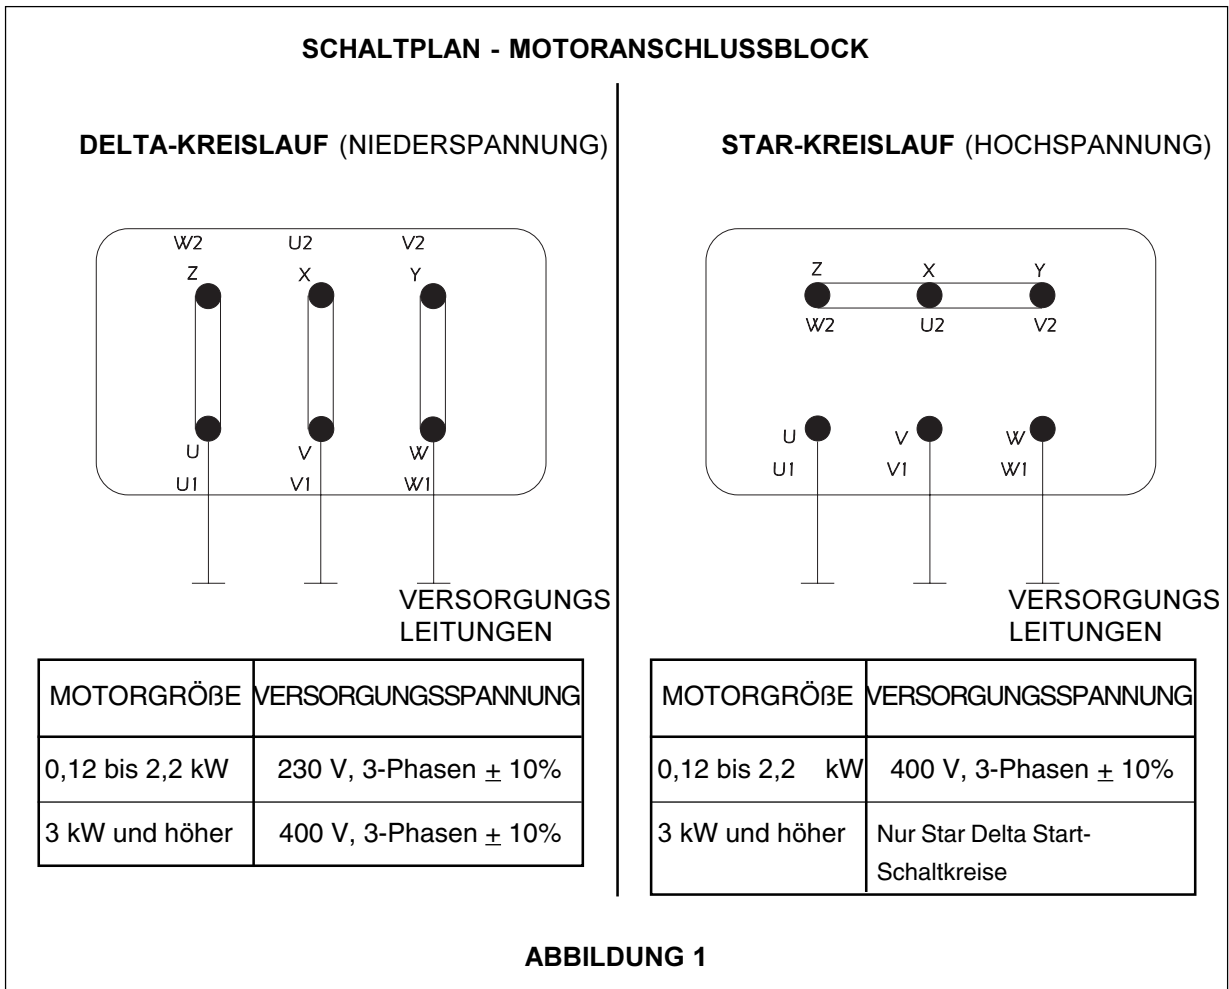 SCHALTPLAN - MOTORANSCHLUSSBLOCK
DELTA-KREISLAUF (NIEDERSPANNUNG)
W2 U2 V2
Z X Y
U V W
U1 V1 W1
VERSORGUNGS
LEITUNGEN
MOTORGRÖßE VERSORGUNGSSPANNUNG
0,12 bis 2,2 kW 230 V, 3-Phasen ± 10%
3 kW und höher 400 V, 3-Phasen ± 10%
STAR-KREISLAUF (HOCHSPANNUNG)
Z X Y
W2 U2 V2
U V W
U1 V1 W1
VERSORGUNGS
LEITUNGEN
MOTORGRÖßE VERSORGUNGSSPANNUNG
0,12 bis 2,2 kW 400 V, 3-Phasen ± 10%
3 kW und höher Nur Star Delta Start-
Schaltkreise
ABBILDUNG 1